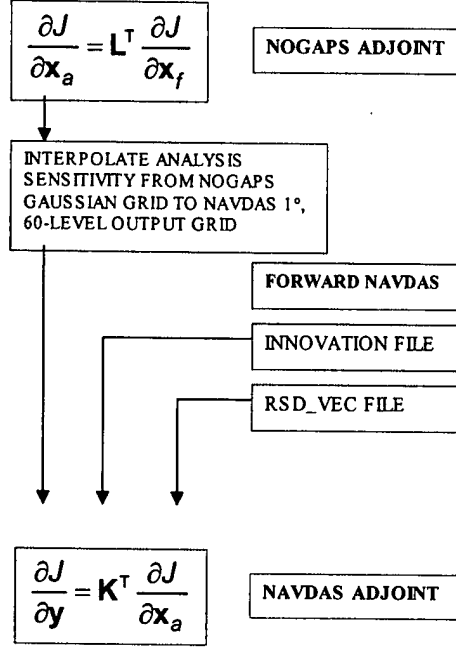 ∂J/∂x_a = L^T ∂J/∂x_f
NOGAPS ADJOINT
INTERPOLATE ANALYSIS
SENSITIVITY FROM NOGAPS
GAUSSIAN GRID TO NAVDAS 1°,
60-LEVEL OUTPUT GRID
FORWARD NAVDAS
INNOVATION FILE
RSD_VEC FILE
∂J/∂y = K^T ∂J/∂x_a
NAVDAS ADJOINT